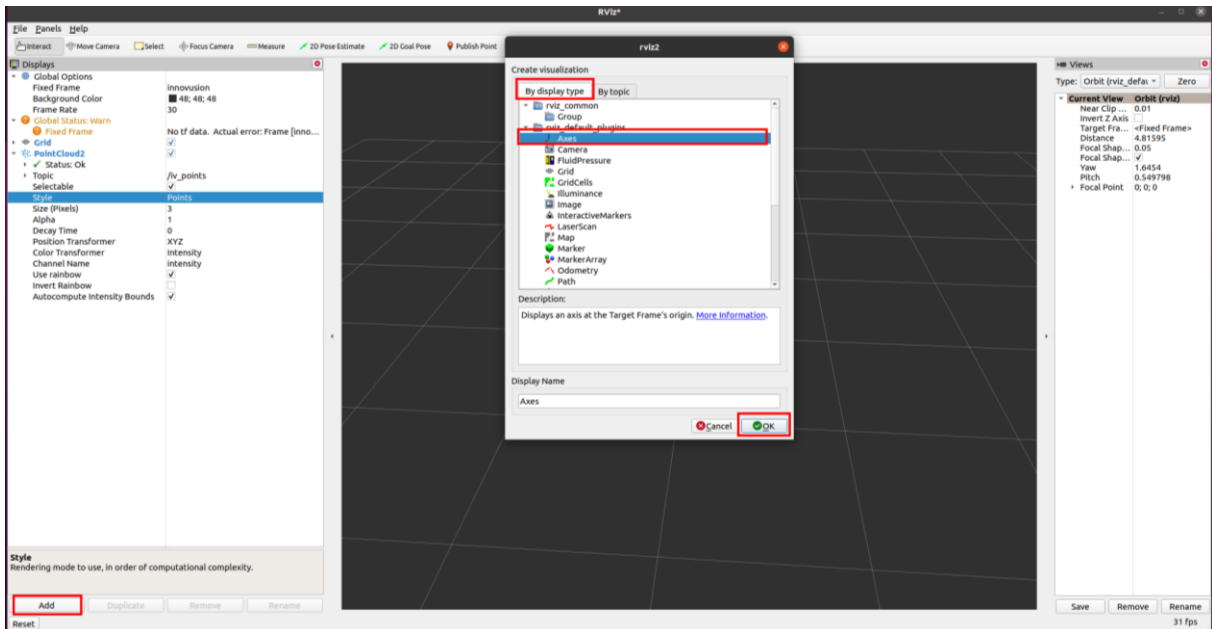 RViz*
File Panels Help
Interact Move Camera Select Focus Camera Measure 2D Pose Estimate 2D Goal Pose Publish Point
Displays
Global Options
Fixed Frame innovusion
Background Color 48; 48; 48
Frame Rate 30
Global Status: Warn
Fixed Frame No tf data. Actual error: Frame [inno...
Grid
PointCloud2
Status: Ok
Topic /iv_points
Selectable
Style Points
Size (Pixels) 3
Alpha 1
Decay Time 0
Position Transformer XYZ
Color Transformer Intensity
Channel Name intensity
Use rainbow
Invert Rainbow
Autocompute Intensity Bounds
Style
Rendering mode to use, in order of computational complexity.
Add Duplicate Remove Rename
Reset
rviz2
Create visualization
By display type By topic
rviz_common
Group
rviz_default_plugins
Axes
Camera
FluidPressure
Grid
GridCells
Illuminance
Image
InteractiveMarkers
LaserScan
Map
Marker
MarkerArray
Odometry
Path
Description:
Displays an axis at the Target Frame's origin. More Information.
Display Name
Axes
Cancel OK
Views
Type: Orbit (rviz_defau Zero
Current View Orbit (rviz)
Near Clip ... 0.01
Invert Z Axis
Target Fra... <Fixed Frame>
Distance 4.81595
Focal Shap... 0.05
Focal Shap...
Yaw 1.6454
Pitch 0.549798
Focal Point 0; 0; 0
Save Remove Rename
31 fps